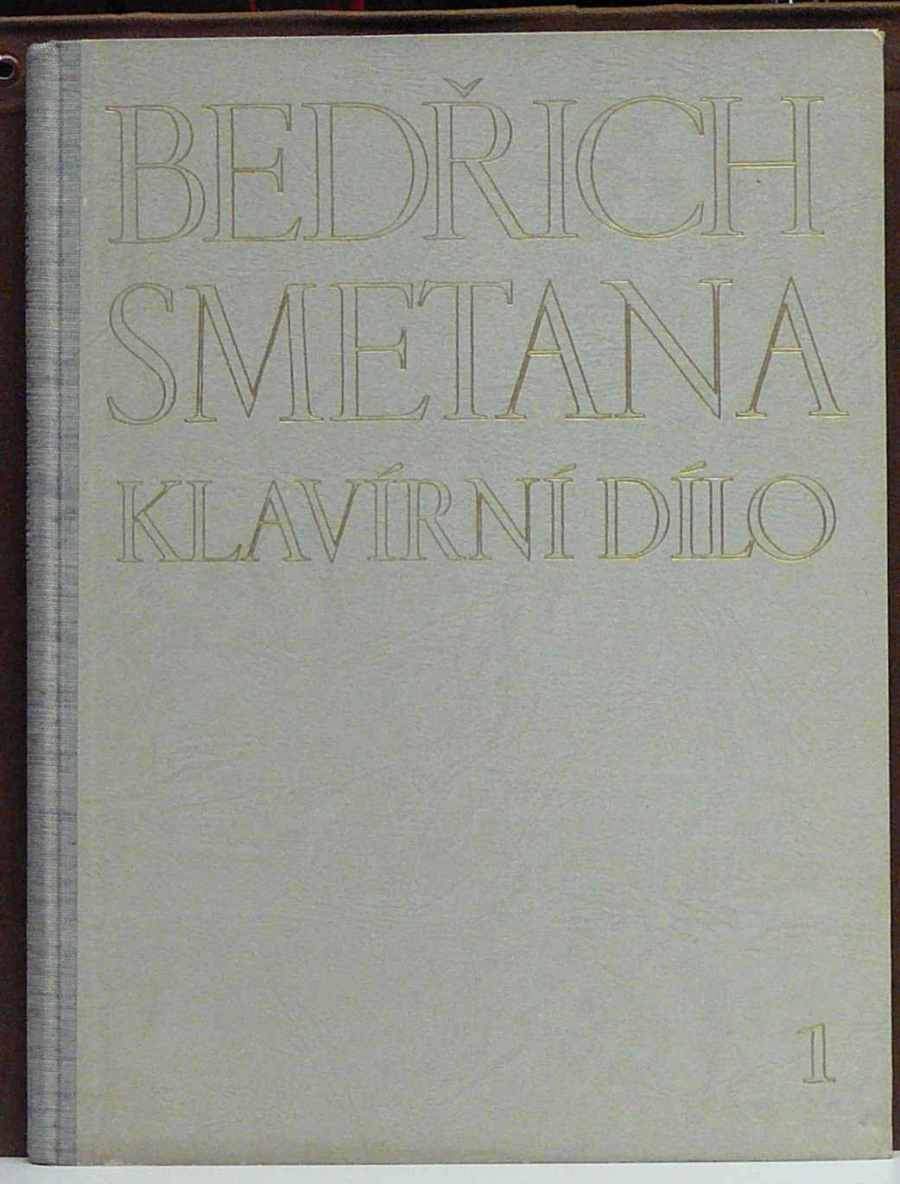 BEDŘICH
SMETANA
KLAVÍRNÍ DÍLO
1